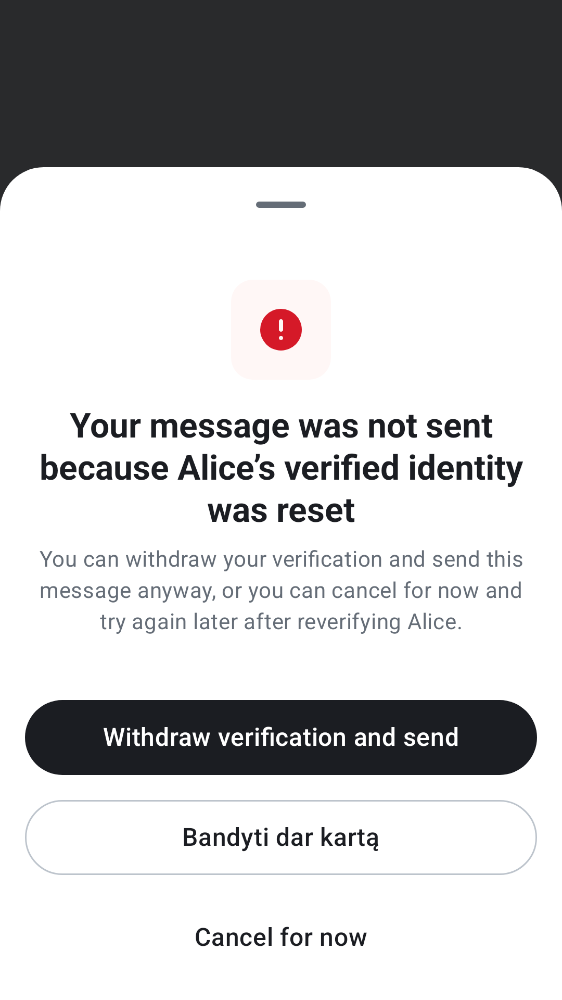 Your message was not sent
because Alice’s verified identity
was reset
You can withdraw your verification and send this
message anyway, or you can cancel for now and
try again later after reverifying Alice.
Withdraw verification and send
Bandyti dar kartą
Cancel for now